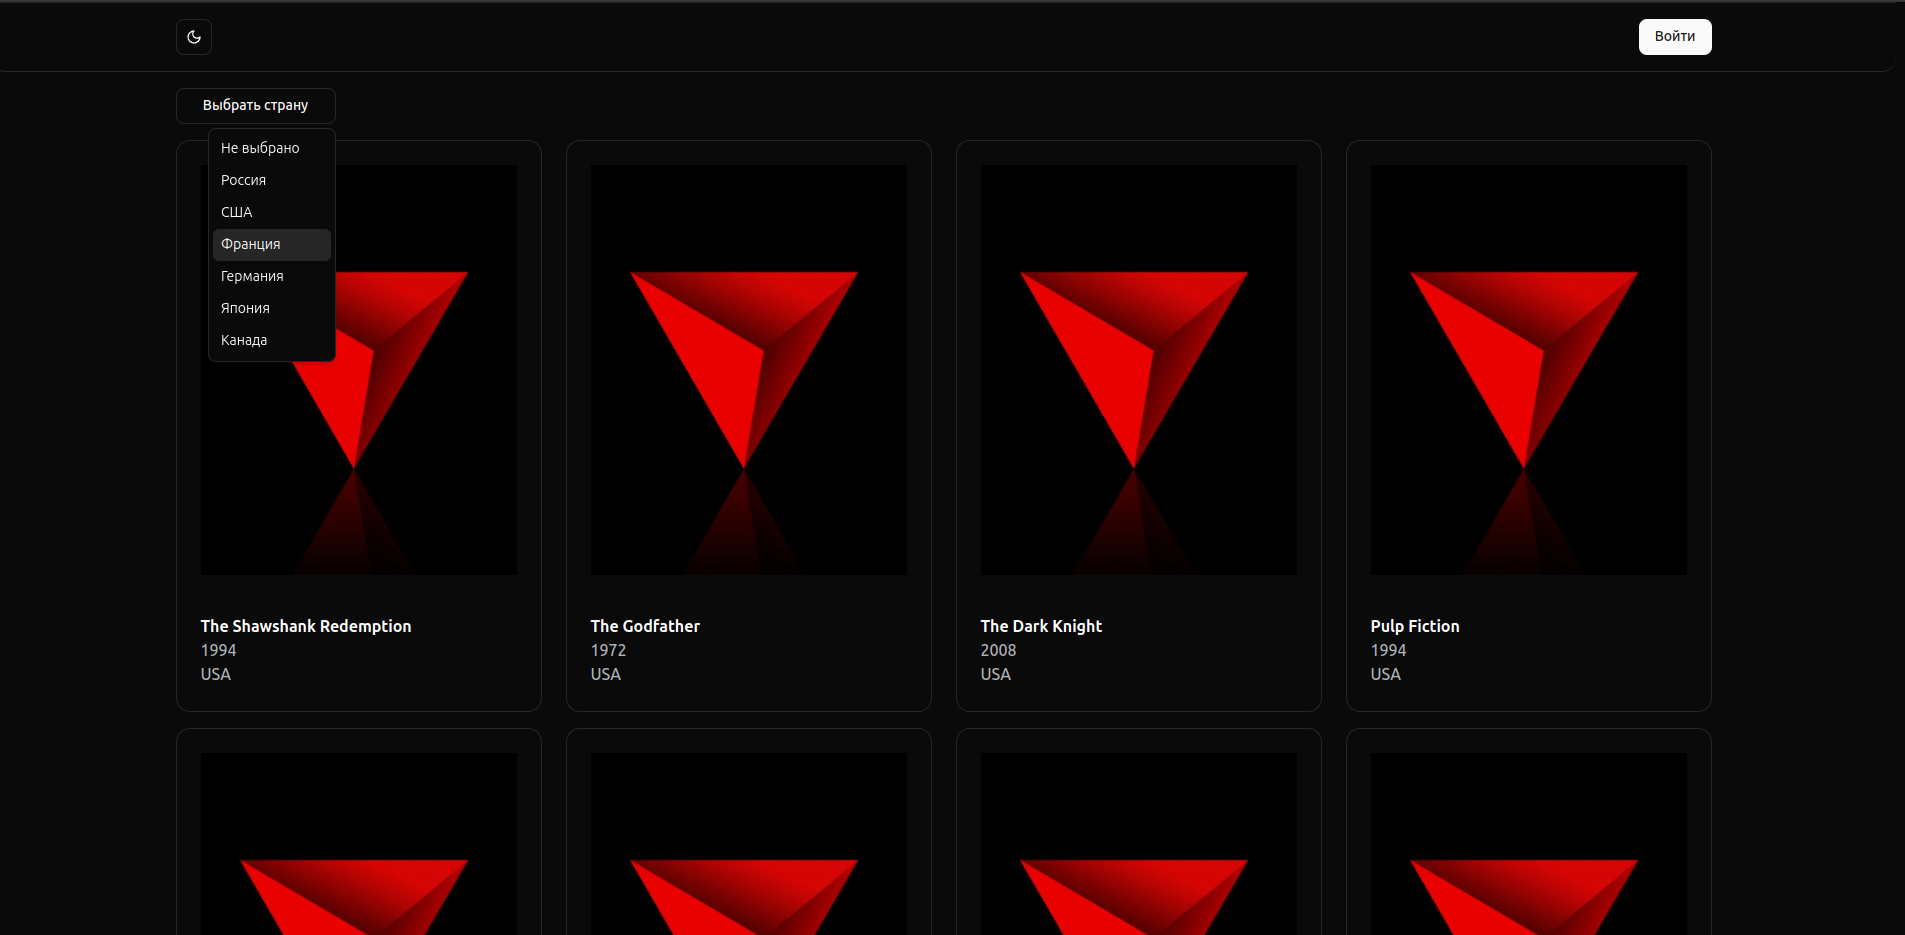 Войти
Выбрать страну
Не выбрано
Россия
США
Франция
Германия
Япония
Канада
The Shawshank Redemption
1994
USA
The Godfather
1972
USA
The Dark Knight
2008
USA
Pulp Fiction
1994
USA